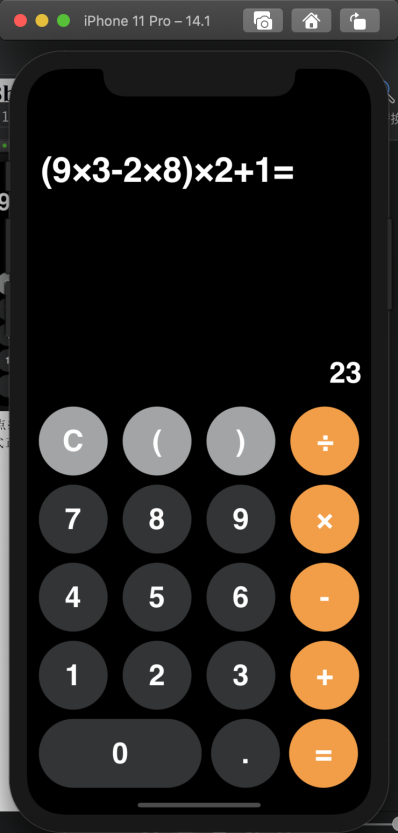 iPhone 11 Pro – 14.1
(9×3-2×8)×2+1=
23
C ( ) ÷
7 8 9 ×
4 5 6 -
1 2 3 +
0 . =